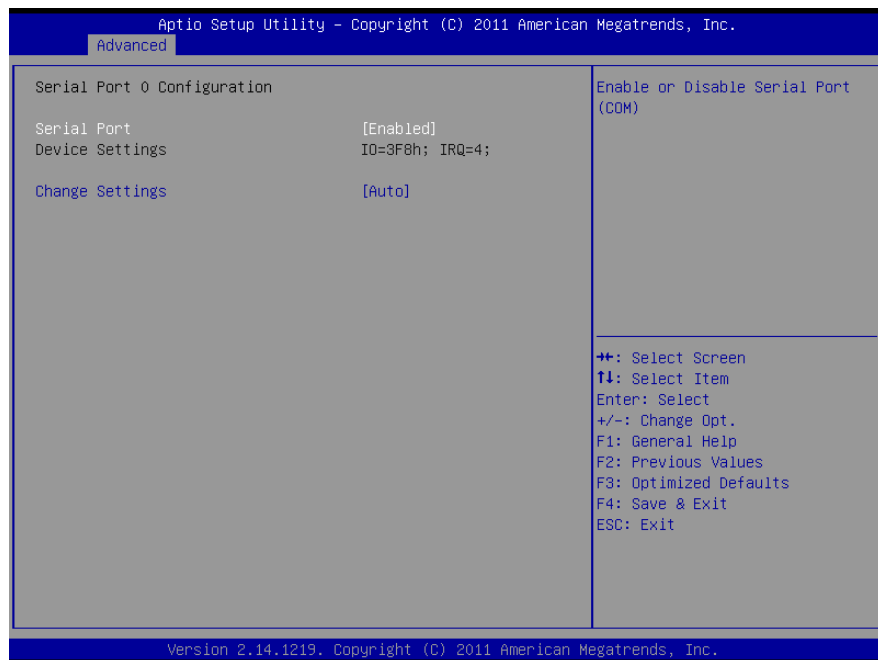 Aptio Setup Utility – Copyright (C) 2011 American Megatrends, Inc.
Advanced
Serial Port 0 Configuration
Serial Port [Enabled]
Device Settings IO=3F8h; IRQ=4;
Change Settings [Auto]
Enable or Disable Serial Port
(COM)
→←: Select Screen
↑↓: Select Item
Enter: Select
+/-: Change Opt.
F1: General Help
F2: Previous Values
F3: Optimized Defaults
F4: Save & Exit
ESC: Exit
Version 2.14.1219. Copyright (C) 2011 American Megatrends, Inc.